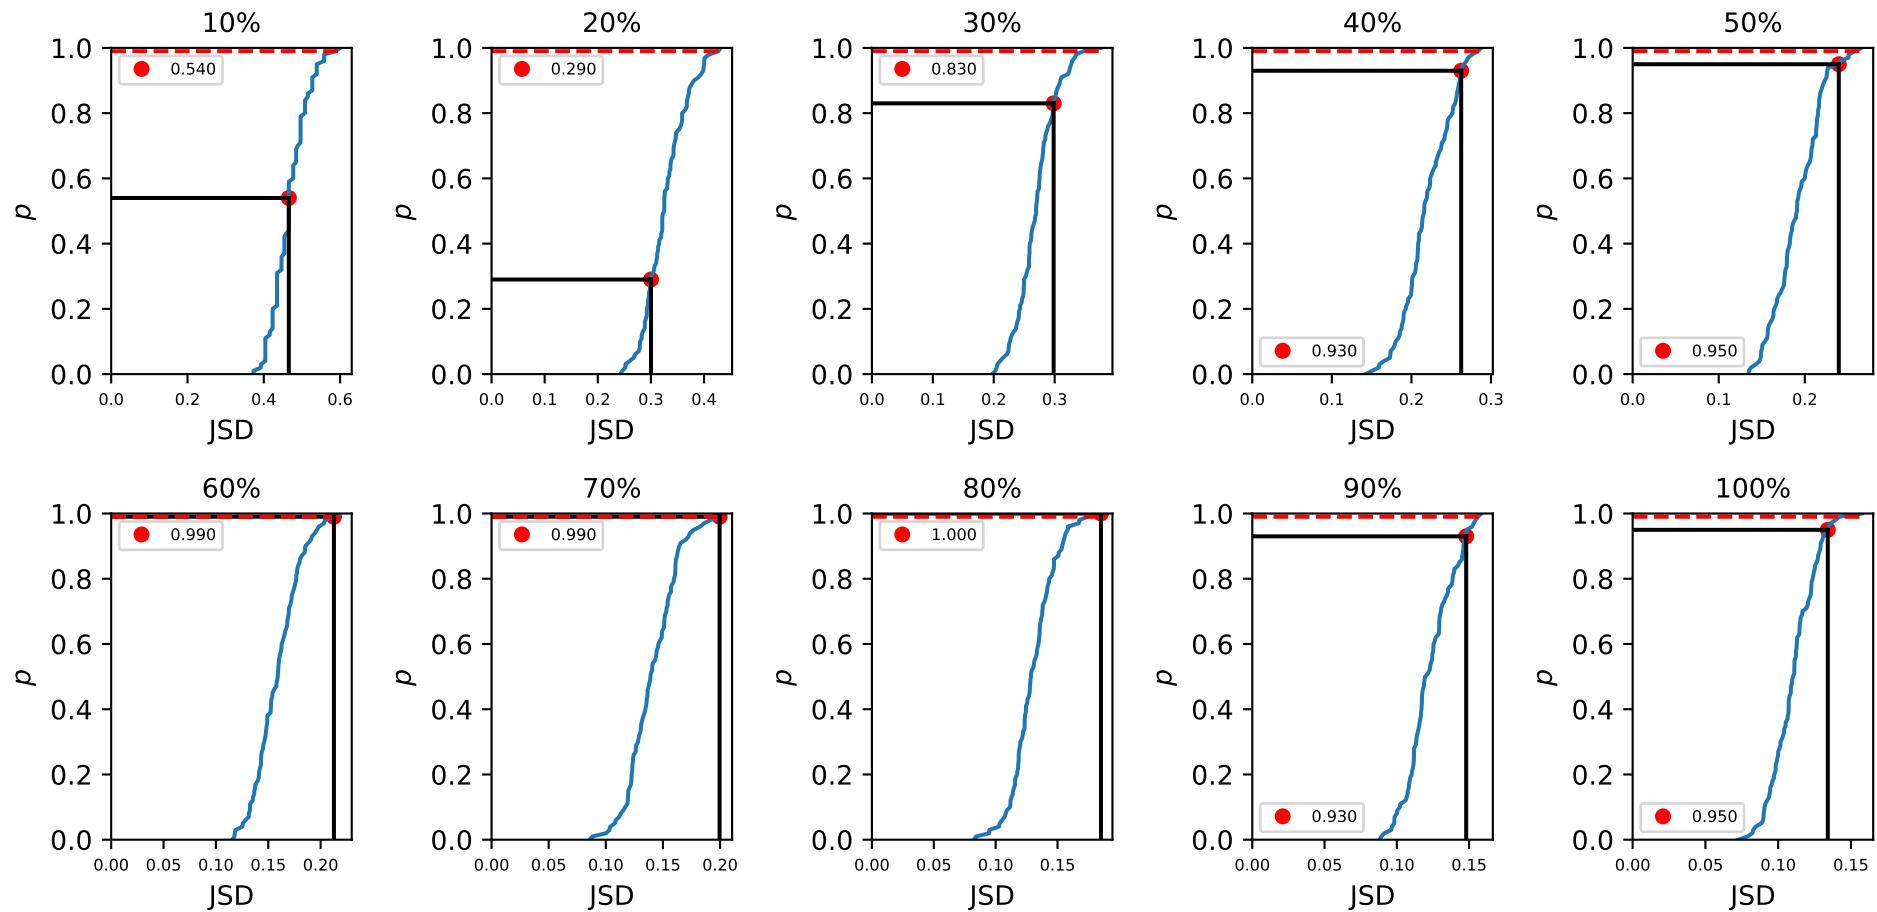 10% 20% 30% 40% 50%
1.0 0.8 0.6 0.4 0.2 0.0
p
0.540
0.0 0.2 0.4 0.6
JSD
1.0 0.8 0.6 0.4 0.2 0.0
p
0.290
0.0 0.1 0.2 0.3 0.4
JSD
1.0 0.8 0.6 0.4 0.2 0.0
p
0.830
0.0 0.1 0.2 0.3
JSD
1.0 0.8 0.6 0.4 0.2 0.0
p
0.930
0.0 0.1 0.2 0.3
JSD
1.0 0.8 0.6 0.4 0.2 0.0
p
0.950
0.0 0.1 0.2
JSD
60% 70% 80% 90% 100%
1.0 0.8 0.6 0.4 0.2 0.0
p
0.990
0.00 0.05 0.10 0.15 0.20
JSD
1.0 0.8 0.6 0.4 0.2 0.0
p
0.990
0.00 0.05 0.10 0.15 0.20
JSD
1.0 0.8 0.6 0.4 0.2 0.0
p
1.000
0.00 0.05 0.10 0.15
JSD
1.0 0.8 0.6 0.4 0.2 0.0
p
0.930
0.00 0.05 0.10 0.15
JSD
1.0 0.8 0.6 0.4 0.2 0.0
p
0.950
0.00 0.05 0.10 0.15
JSD